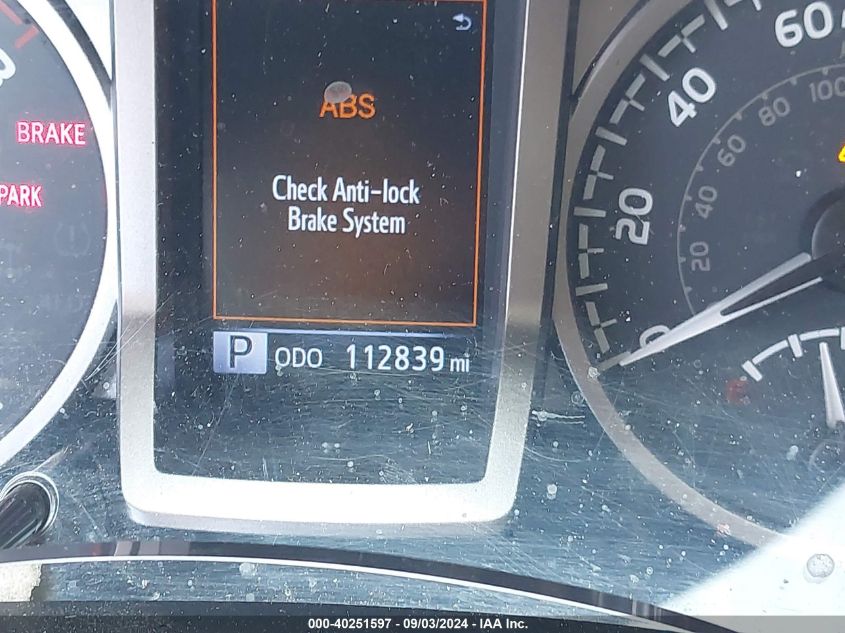 60
40
20
0
100
80
60
40
20
BRAKE
PARK
ABS
Check Anti-lock
Brake System
P ODO 112839 mi
E
000-40251597 - 09/03/2024 - IAA Inc.